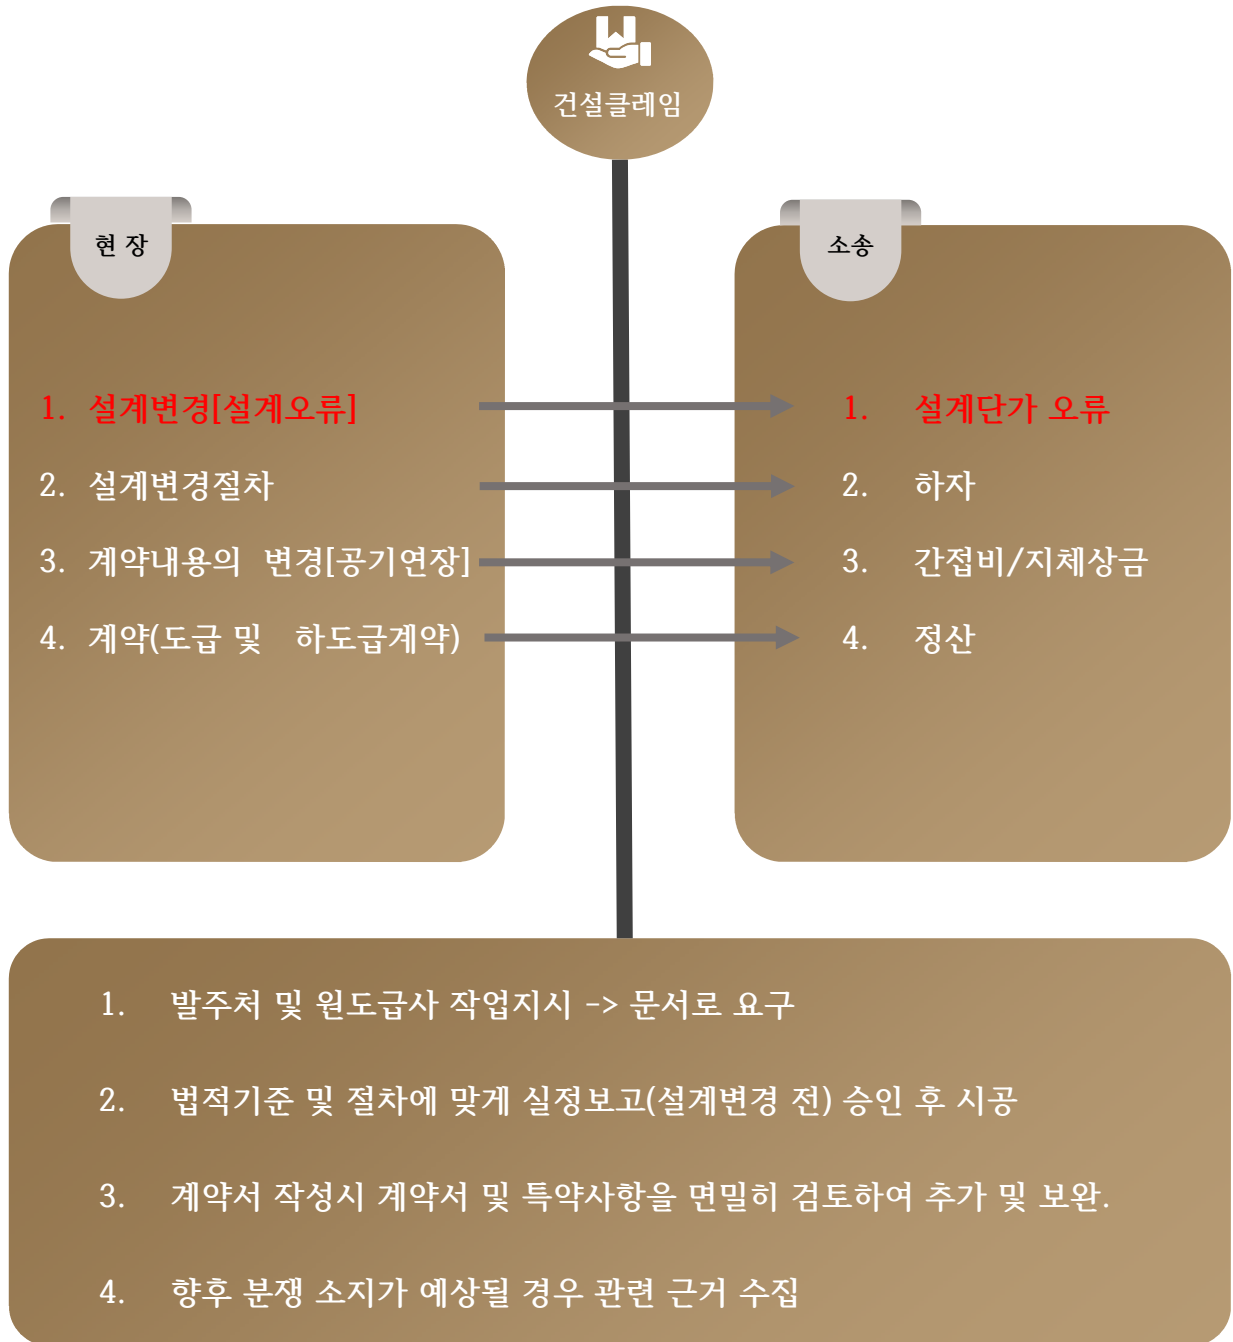 건설클레임
현 장
1. 설계변경[설계오류]
2. 설계변경절차
3. 계약내용의 변경[공기연장]
4. 계약(도급 및 하도급계약)
소송
1. 설계단가 오류
2. 하자
3. 간접비/지체상금
4. 정산
1. 발주처 및 원도급사 작업지시 -> 문서로 요구
2. 법적기준 및 절차에 맞게 실정보고(설계변경 전) 승인 후 시공
3. 계약서 작성시 계약서 및 특약사항을 면밀히 검토하여 추가 및 보완.
4. 향후 분쟁 소지가 예상될 경우 관련 근거 수집